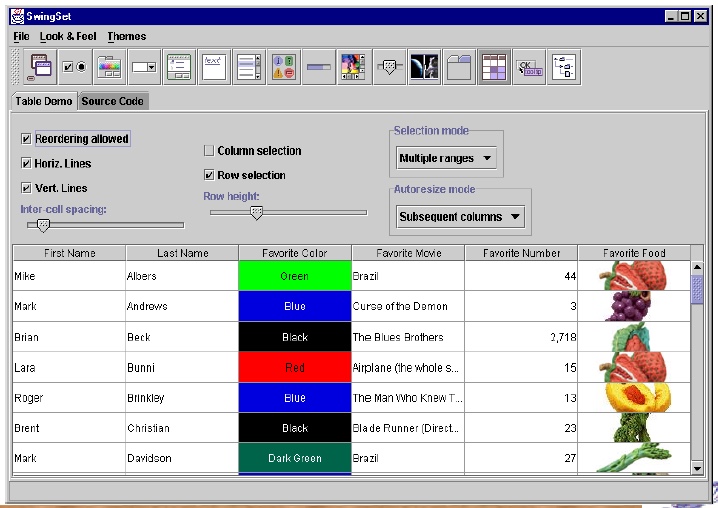 SwingSet
File Look & Feel Themes
text
OK
tooltip
Table Demo Source Code
Reordering allowed
Horiz. Lines
Vert. Lines
Inter-cell spacing:
Column selection
Row selection
Row height:
Selection mode
Multiple ranges
Autoresize mode
Subsequent columns
First Name Last Name Favorite Color Favorite Movie Favorite Number Favorite Food
Mike Albers Green Brazil 44
Mark Andrews Blue Curse of the Demon 3
Brian Beck Black The Blues Brothers 2,718
Lara Bunni Red Airplane (the whole s...
15
Roger Brinkley Blue The Man Who Knew T... 13
Brent Christian Black Blade Runner (Direct... 23
Mark Davidson Dark Green Brazil 27